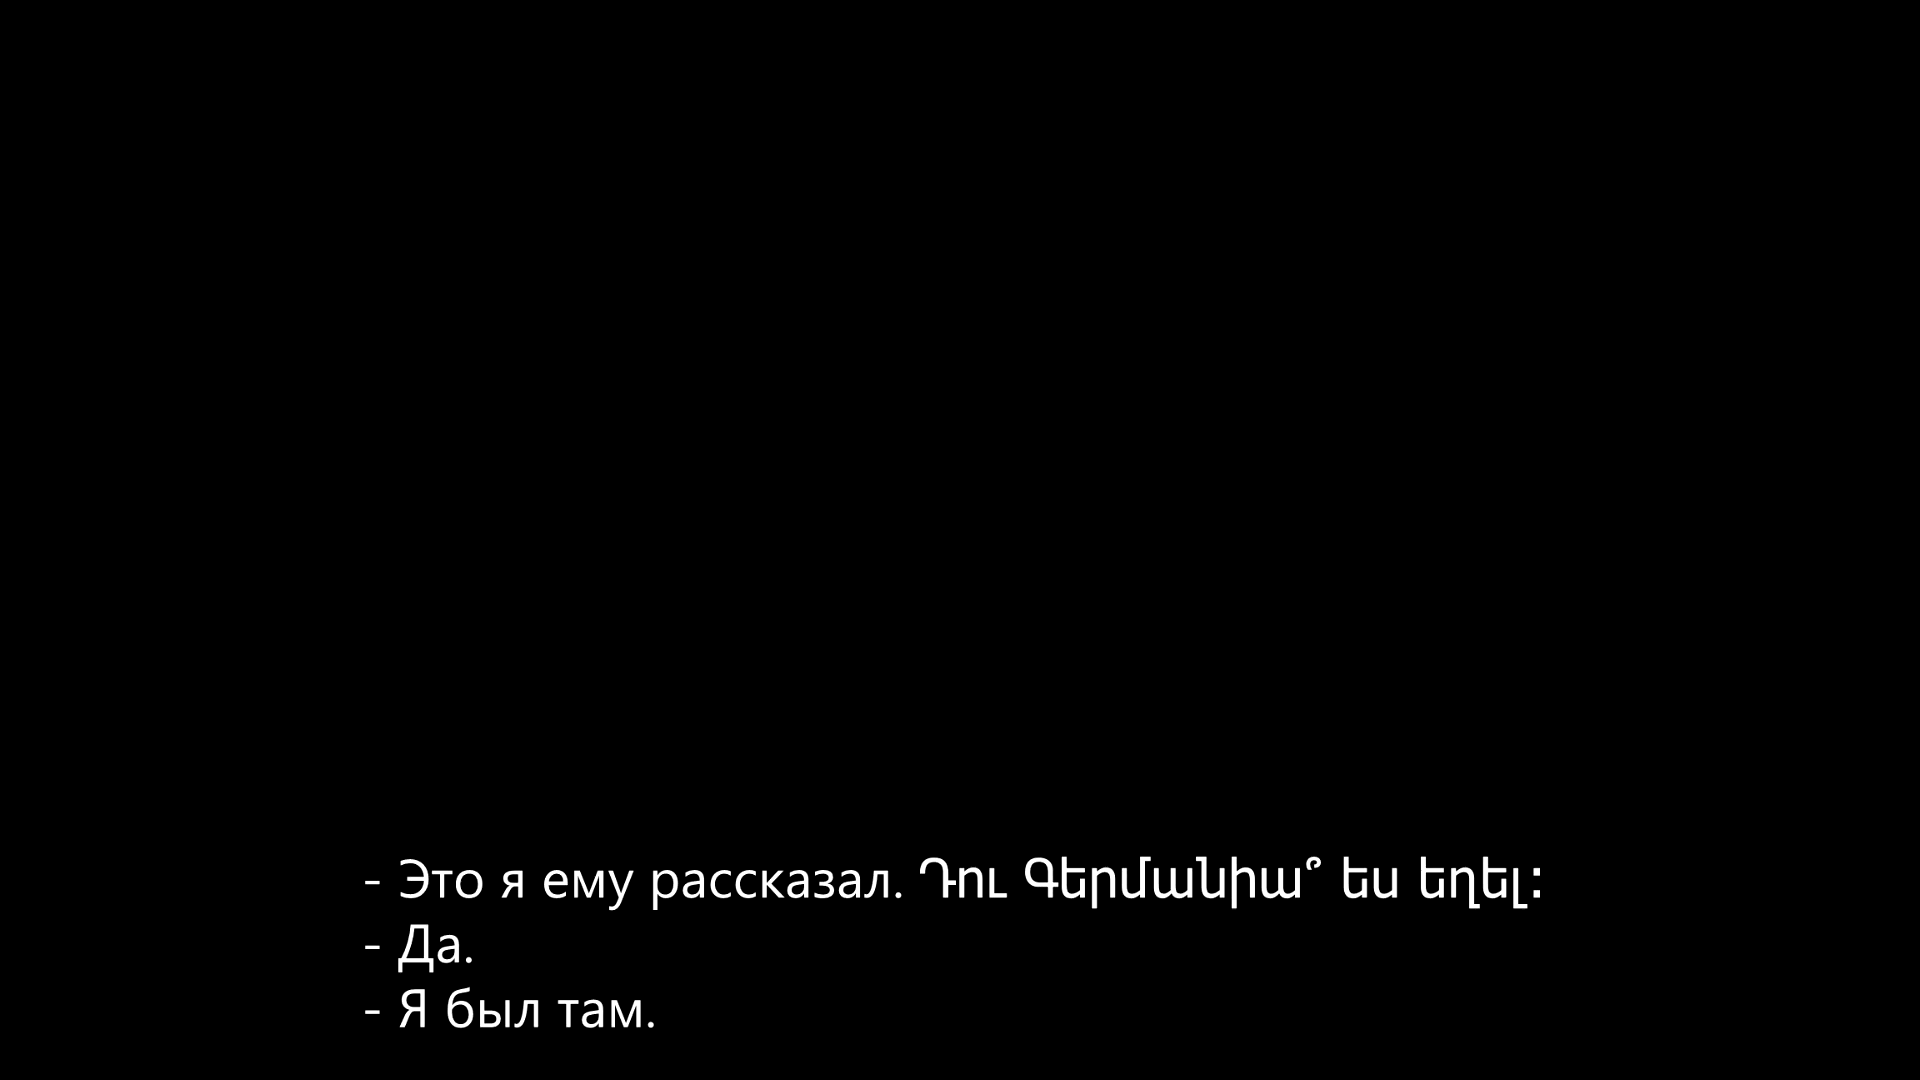 - Это я ему рассказал. Դու Գերմանիա՞ ես եղել:
- Да.
- Я был там.